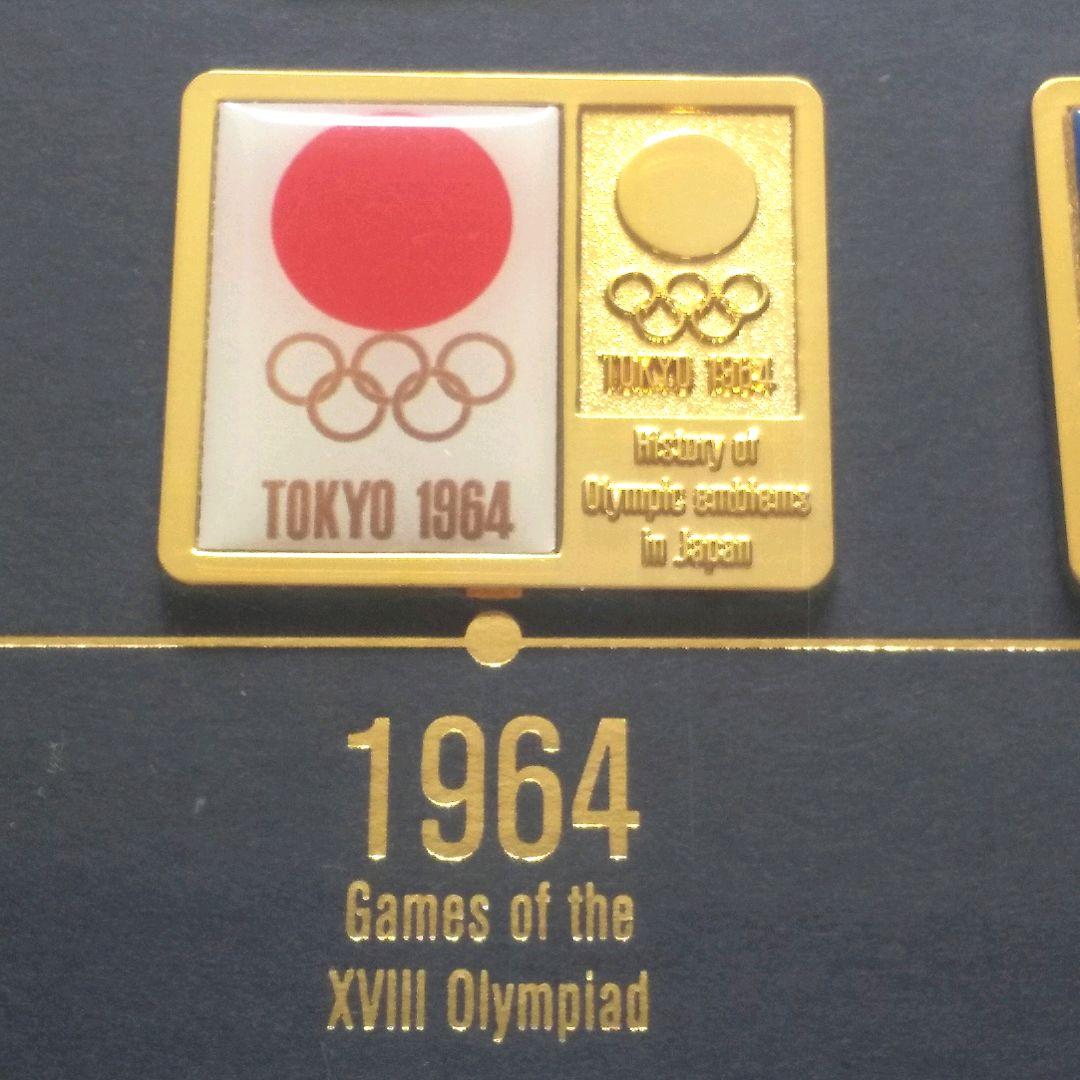 TOKYO 1964
TOKYO 1964
History of
Olympic emblems
in Japan
1964
Games of the
XVIII Olympiad